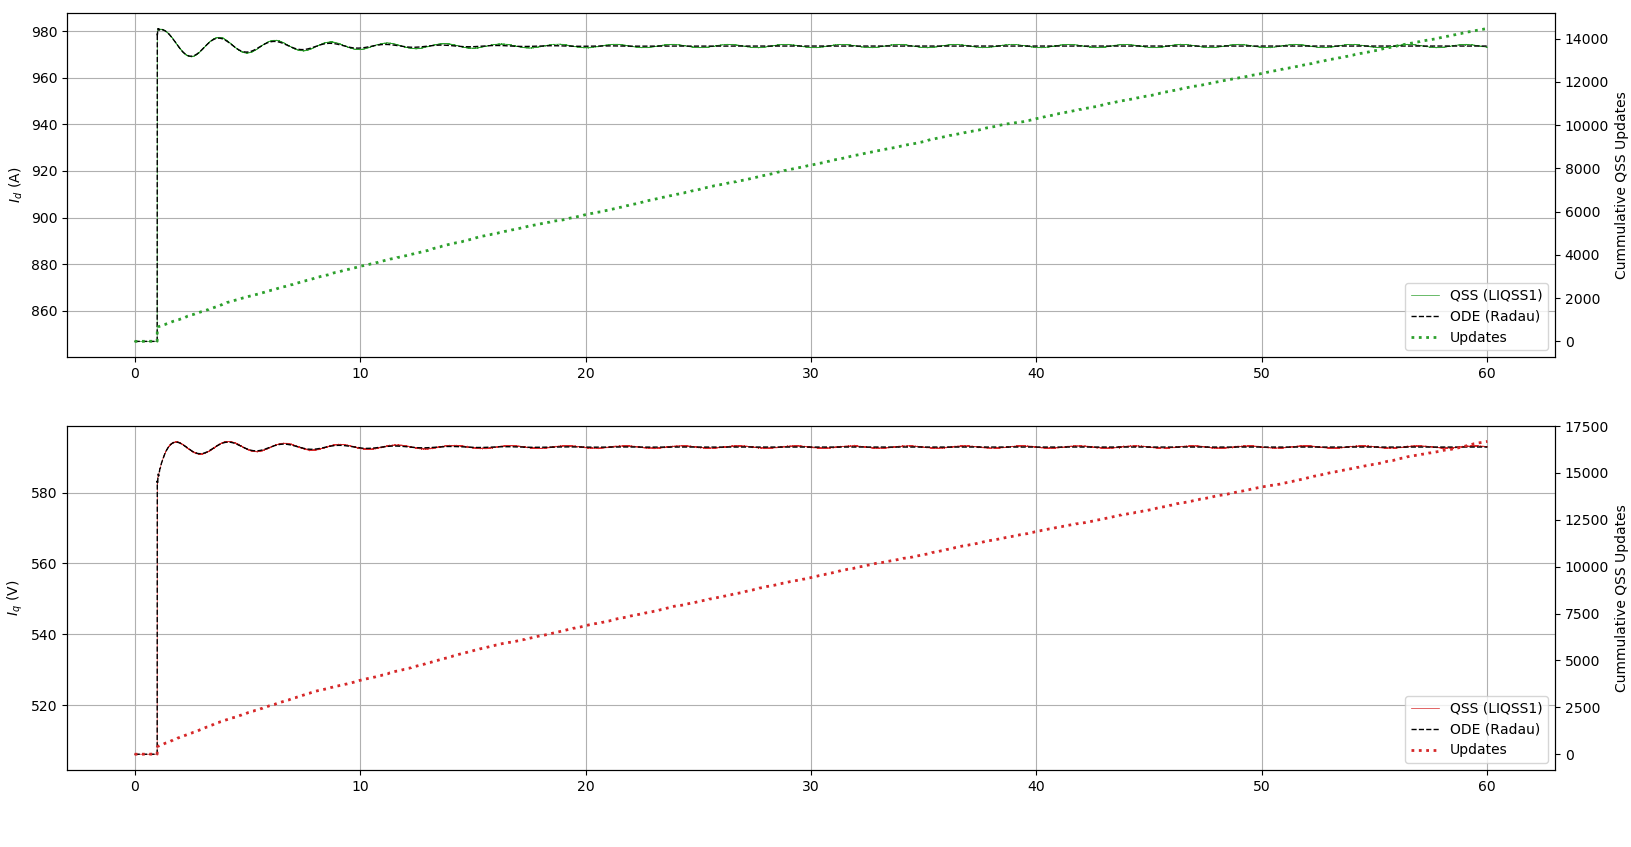 980
960
940
920
900
880
860
I_d (A)
14000
12000
10000
8000
6000
4000
2000
0
Cummulative QSS Updates
QSS (LIQSS1)
ODE (Radau)
Updates
0 10 20 30 40 50 60
580
560
540
520
I_q (V)
17500
15000
12500
10000
7500
5000
2500
0
Cummulative QSS Updates
QSS (LIQSS1)
ODE (Radau)
Updates
0 10 20 30 40 50 60